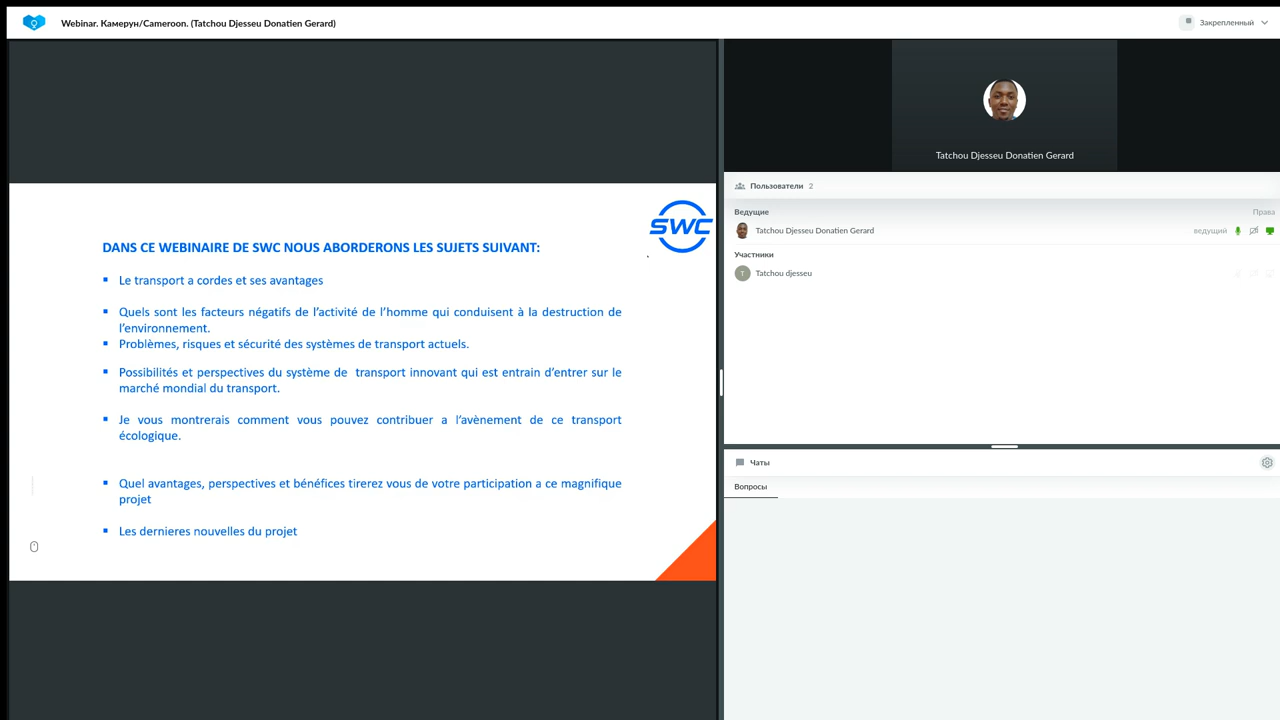 Webinar. Камерун/Cameroon. (Tatchou Djesseu Donatien Gerard)
Закрепленный
DANS CE WEBINAIRE DE SWC NOUS ABORDERONS LES SUJETS SUIVANT:
SWC
Le transport a cordes et ses avantages
Quels sont les facteurs négatifs de l'activité de l'homme qui conduisent à la destruction de
l'environnement.
Problèmes, risques et sécurité des systèmes de transport actuels.
Possibilités et perspectives du système de transport innovant qui est entrain d'entrer sur le
marché mondial du transport.
Je vous montrerais comment vous pouvez contribuer a l'avènement de ce transport
écologique.
Quel avantages, perspectives et bénéfices tirerez vous de votre participation a ce magnifique
projet
Les dernieres nouvelles du projet
Tatchou Djesseu Donatien Gerard
Пользователи 2
Ведущие Права
Tatchou Djesseu Donatien Gerard ведущий
Участники
T Tatchou djesseu
Чаты
Вопросы